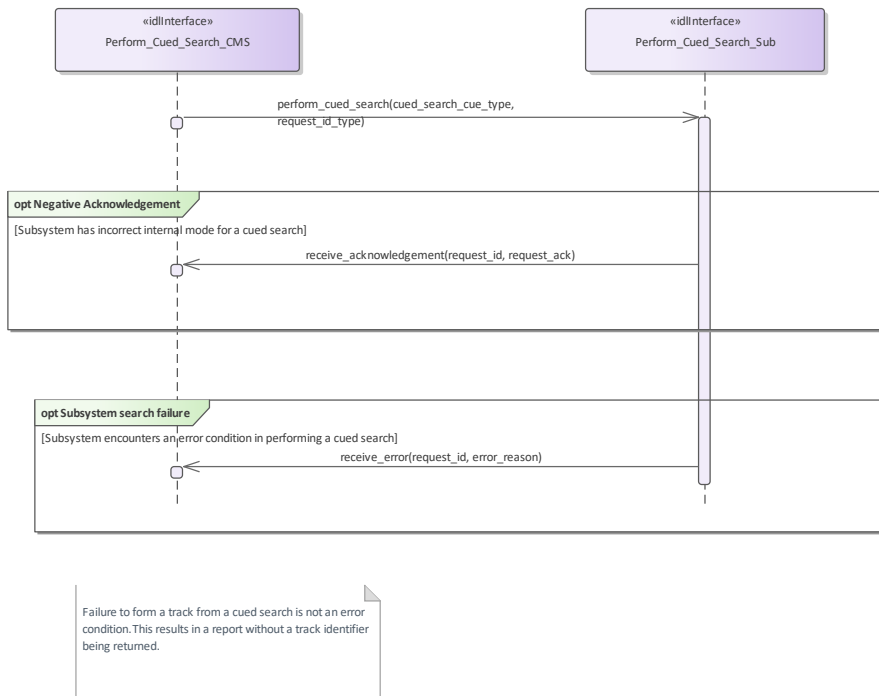 «idlInterface»
Perform_Cued_Search_CMS
«idlInterface»
Perform_Cued_Search_Sub
perform_cued_search(cued_search_cue_type,
request_id_type)
opt Negative Acknowledgement
[Subsystem has incorrect internal mode for a cued search]
receive_acknowledgement(request_id, request_ack)
opt Subsystem search failure
[Subsystem encounters an error condition in performing a cued search]
receive_error(request_id, error_reason)
Failure to form a track from a cued search is not an error
condition. This results in a report without a track identifier
being returned.